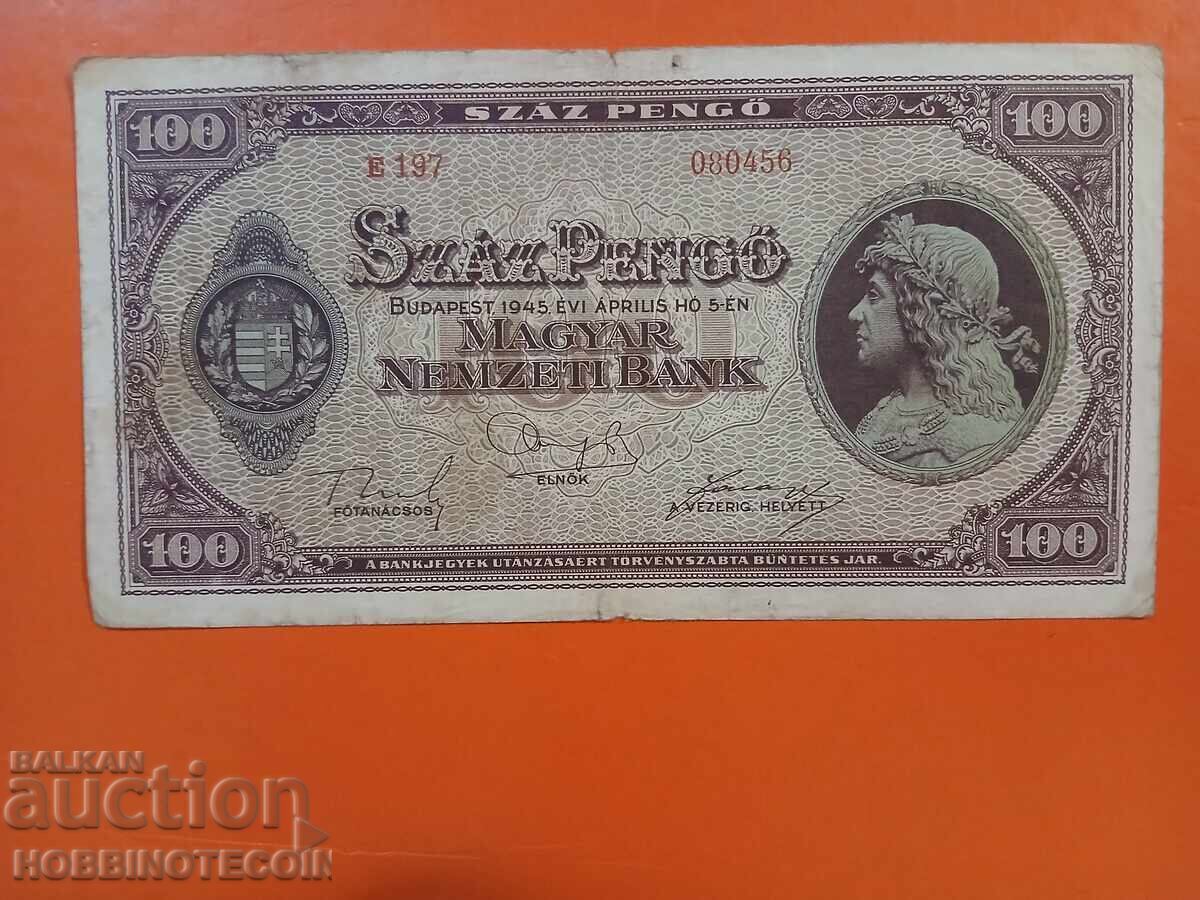 SZÁZ PENGŐ
100
100
E 197
080456
SZÁZ PENGŐ
BUDAPEST, 1945. ÉVI ÁPRILIS HÓ 5-ÉN
MAGYAR
NEMZETI BANK
ELNÖK
FŐTANÁCSOS
A VEZÉRIG. HELYETT
100
100
A BANKJEGYEK UTÁNZÁSÁÉRT TÖRVÉNYSZABTA BÜNTETÉS JÁR.
BALKAN
auction
HOBBINOTECOIN